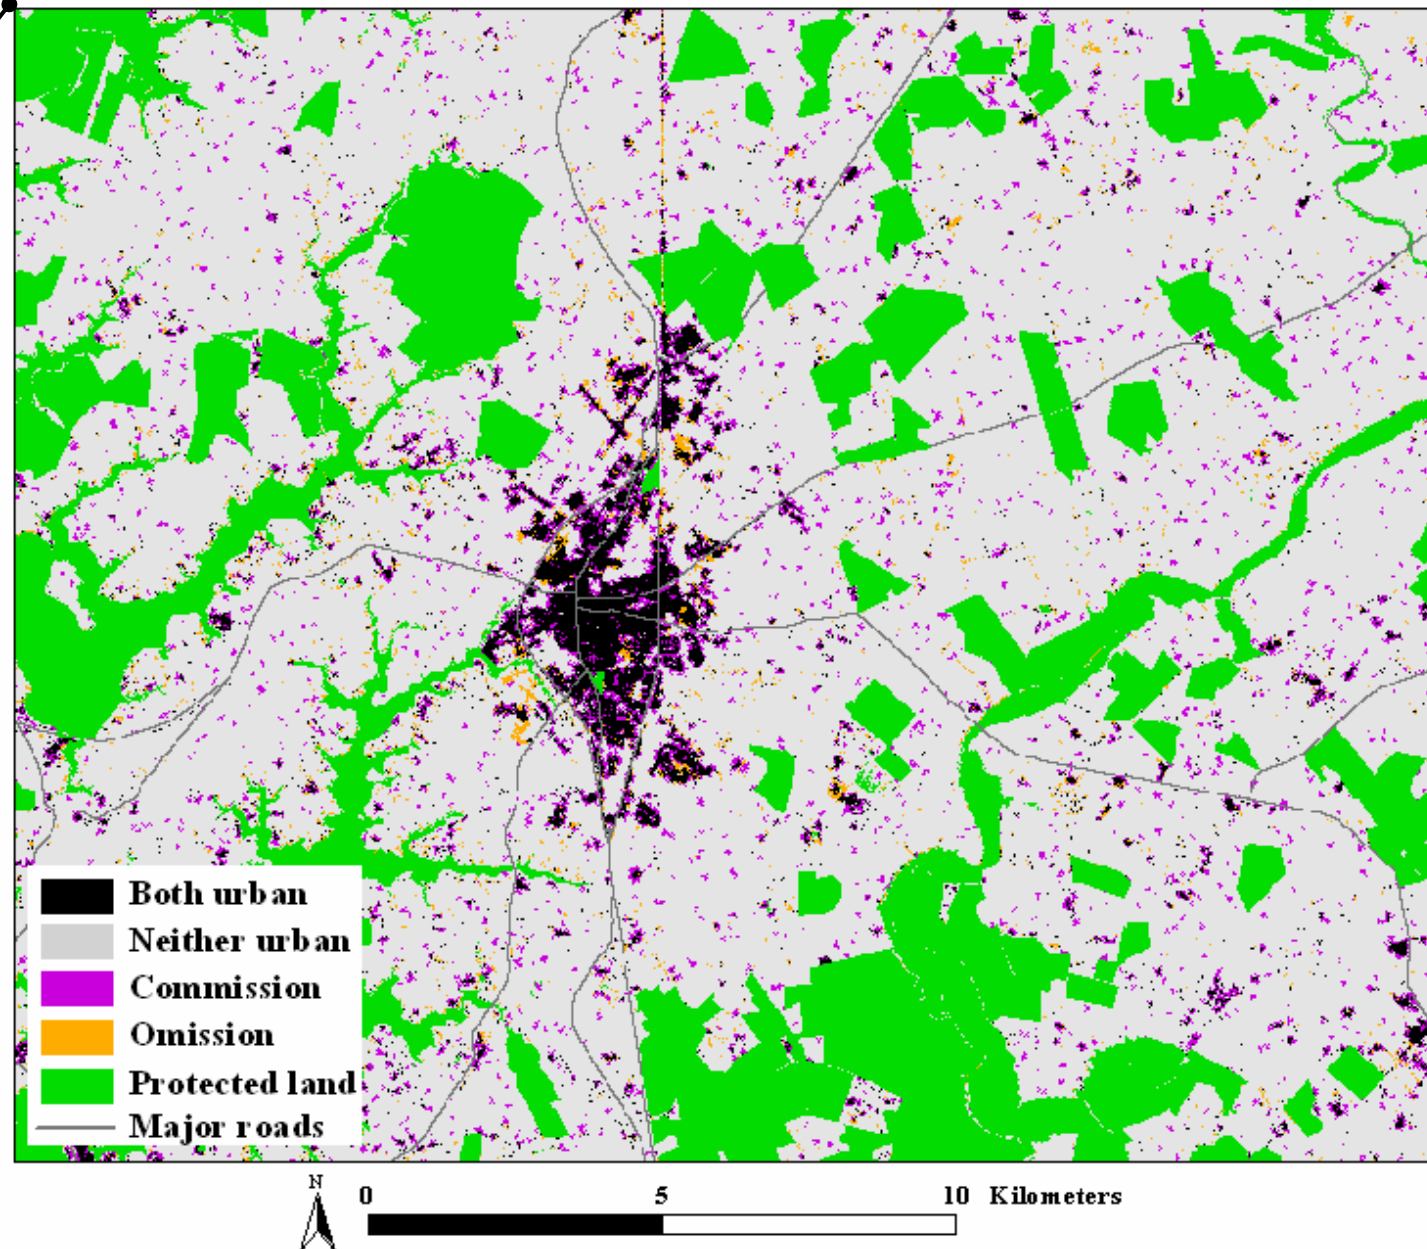 Both urban
Neither urban
Commission
Omission
Protected land
Major roads
N
0 5 10 Kilometers